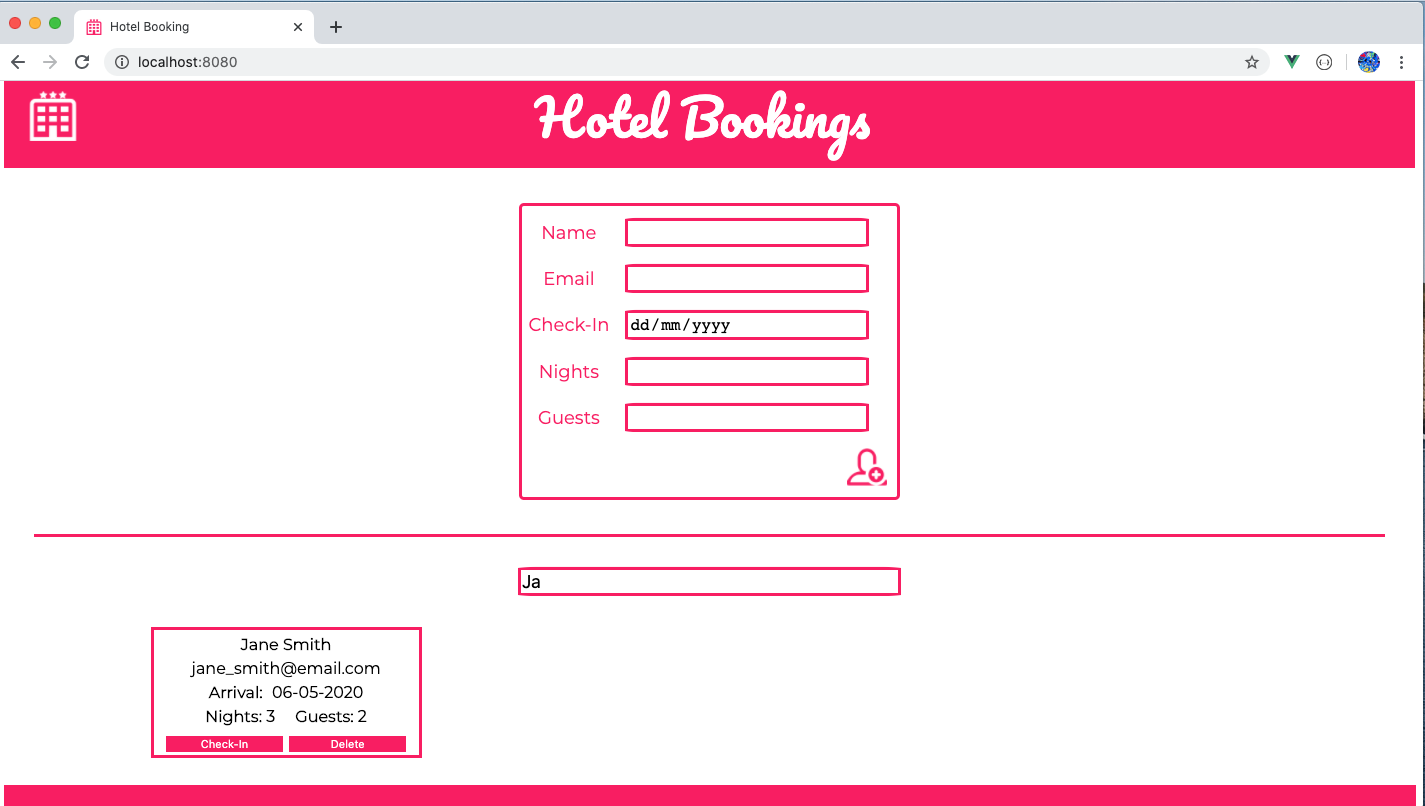 Hotel Booking
localhost:8080
Hotel Bookings
Name
Email
Check-In dd/mm/yyyy
Nights
Guests
Ja
Jane Smith
jane_smith@email.com
Arrival: 06-05-2020
Nights: 3 Guests: 2
Check-In Delete